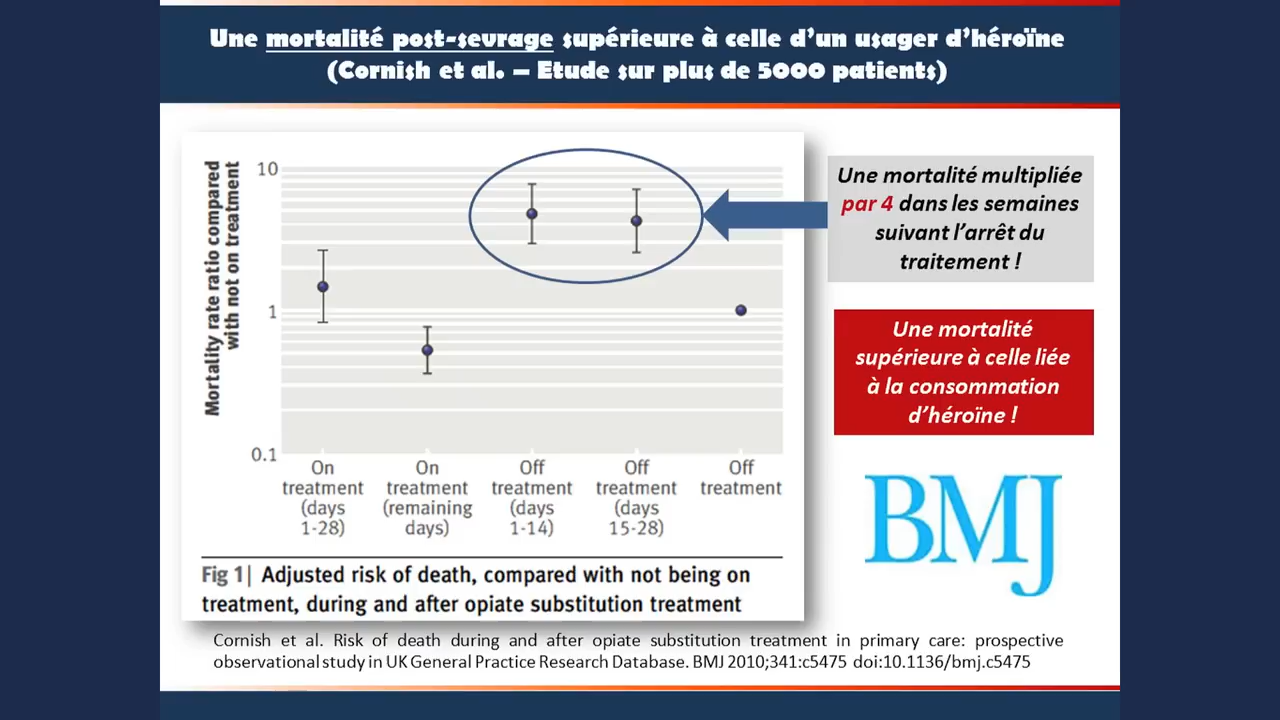 Une mortalité post-sevrage supérieure à celle d'un usager d'héroïne
(Cornish et al. – Etude sur plus de 5000 patients)
Mortality rate ratio compared
with not on treatment
10
1
0.1
On
treatment
(days
1-28)
On
treatment
(remaining
days)
Off
treatment
(days
1-14)
Off
treatment
(days
15-28)
Off
treatment
Fig 1| Adjusted risk of death, compared with not being on
treatment, during and after opiate substitution treatment
Une mortalité multipliée
par 4 dans les semaines
suivant l'arrêt du
traitement !
Une mortalité
supérieure à celle liée
à la consommation
d'héroïne !
BMJ
Cornish et al. Risk of death during and after opiate substitution treatment in primary care: prospective
observational study in UK General Practice Research Database. BMJ 2010;341:c5475 doi:10.1136/bmj.c5475